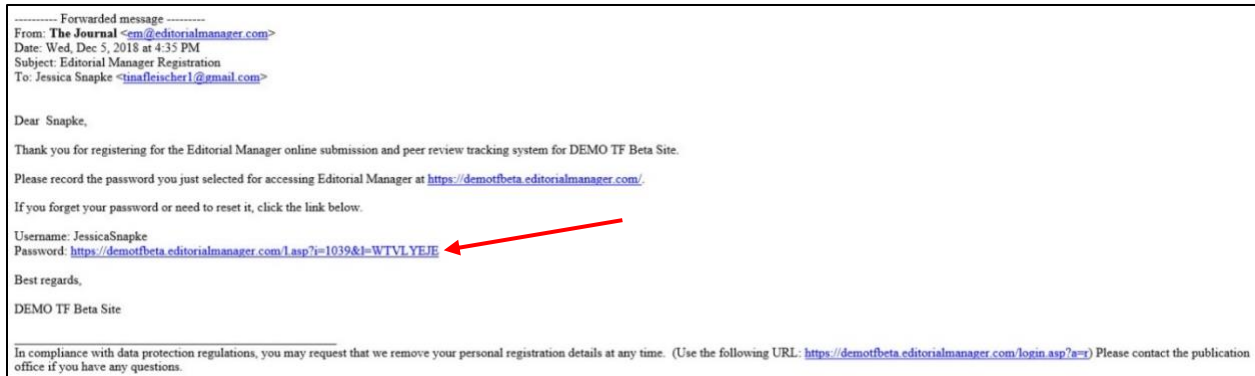 ---------- Forwarded message ---------
From: The Journal <em@editorialmanager.com>
Date: Wed, Dec 5, 2018 at 4:35 PM
Subject: Editorial Manager Registration
To: Jessica Snapke <tinafleischer1@gmail.com>
Dear Snapke,
Thank you for registering for the Editorial Manager online submission and peer review tracking system for DEMO TF Beta Site.
Please record the password you just selected for accessing Editorial Manager at https://demotfbeta.editorialmanager.com/.
If you forget your password or need to reset it, click the link below.
Username: JessicaSnapke
Password: https://demotfbeta.editorialmanager.com/l.asp?i=1039&l=WTVLYEJE
Best regards,
DEMO TF Beta Site
In compliance with data protection regulations, you may request that we remove your personal registration details at any time. (Use the following URL: https://demotfbeta.editorialmanager.com/login.asp?a=r) Please contact the publication
office if you have any questions.